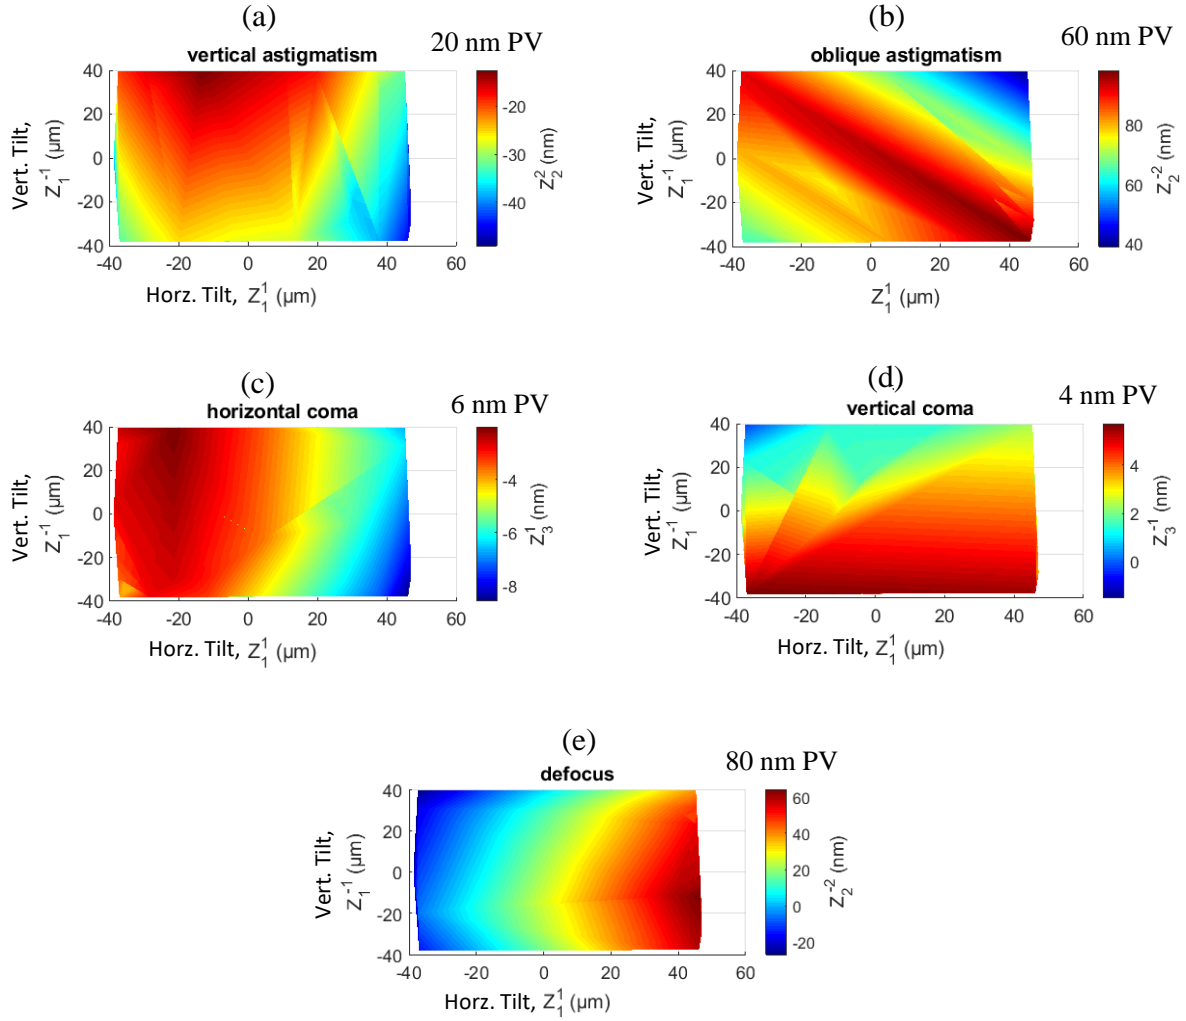 (a)
20 nm PV
vertical astigmatism
40
20
0
-20
-40
-40 -20 0 20 40 60
Vert. Tilt,
Z₁⁻¹ (µm)
Horz. Tilt, Z₁¹ (µm)
-20
-30
-40
Z₂² (nm)
(b)
60 nm PV
oblique astigmatism
40
20
0
-20
-40
-40 -20 0 20 40 60
Vert. Tilt,
Z₁⁻¹ (µm)
Z₁¹ (µm)
80
60
40
Z₂⁻² (nm)
(c)
6 nm PV
horizontal coma
40
20
0
-20
-40
-40 -20 0 20 40 60
Vert. Tilt,
Z₁⁻¹ (µm)
Horz. Tilt, Z₁¹ (µm)
-4
-6
-8
Z₃¹ (nm)
(d)
4 nm PV
vertical coma
40
20
0
-20
-40
-40 -20 0 20 40 60
Vert. Tilt,
Z₁⁻¹ (µm)
Horz. Tilt, Z₁¹ (µm)
4
2
0
Z₃⁻¹ (nm)
(e)
80 nm PV
defocus
40
20
0
-20
-40
-40 -20 0 20 40 60
Vert. Tilt,
Z₁⁻¹ (µm)
Horz. Tilt, Z₁¹ (µm)
60
40
20
0
-20
Z₂⁻² (nm)